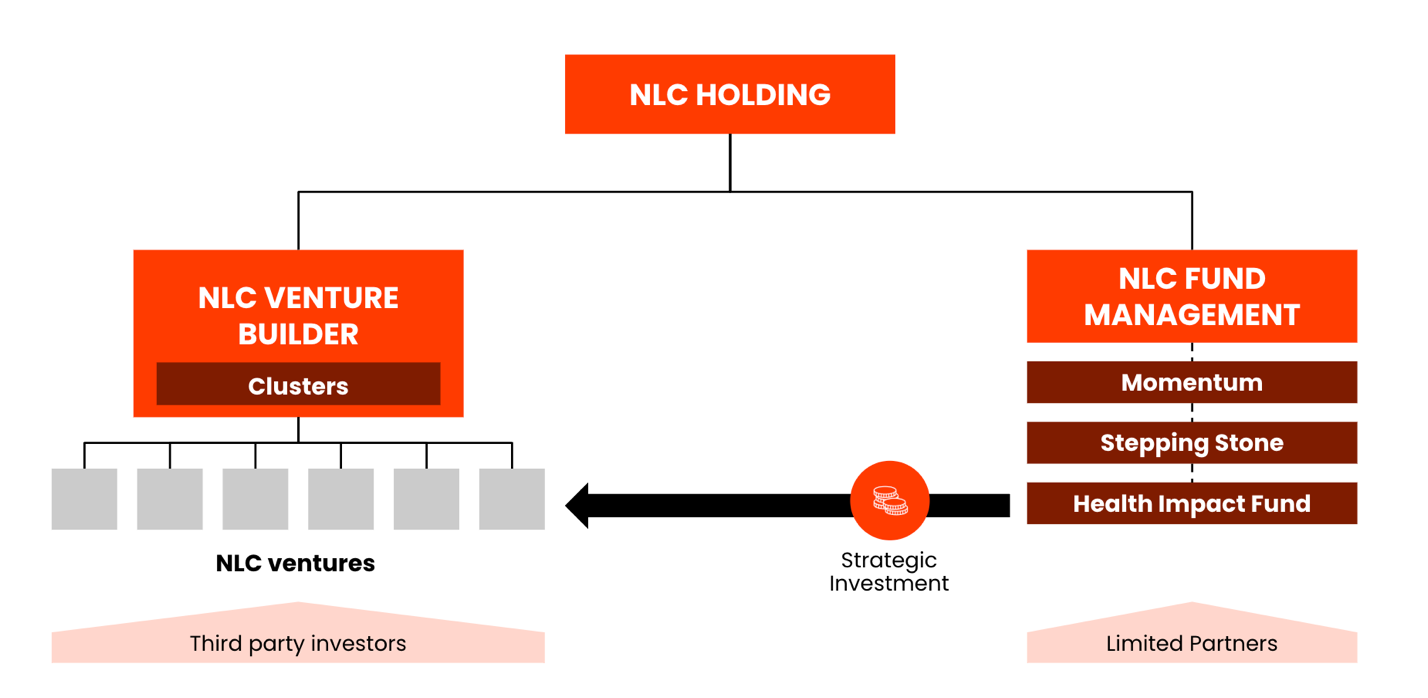 NLC HOLDING
NLC VENTURE
BUILDER
Clusters
NLC ventures
Third party investors
Strategic
Investment
NLC FUND
MANAGEMENT
Momentum
Stepping Stone
Health Impact Fund
Limited Partners